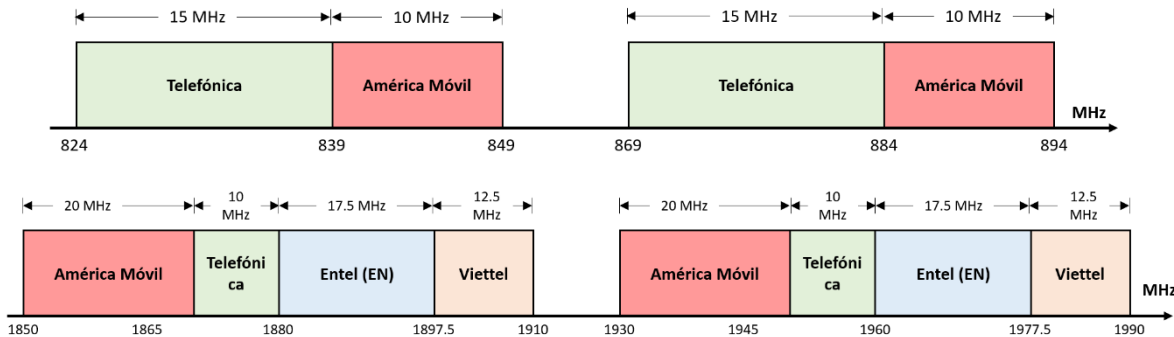 15 MHz 10 MHz 15 MHz 10 MHz
Telefónica América Móvil Telefónica América Móvil
MHz
824 839 849 869 884 894
20 MHz 10 MHz 17.5 MHz 12.5 MHz 20 MHz 10 MHz 17.5 MHz 12.5 MHz
América Móvil Telefóni ca Entel (EN) Viettel América Móvil Telefóni ca Entel (EN) Viettel
MHz
1850 1865 1880 1897.5 1910 1930 1945 1960 1977.5 1990